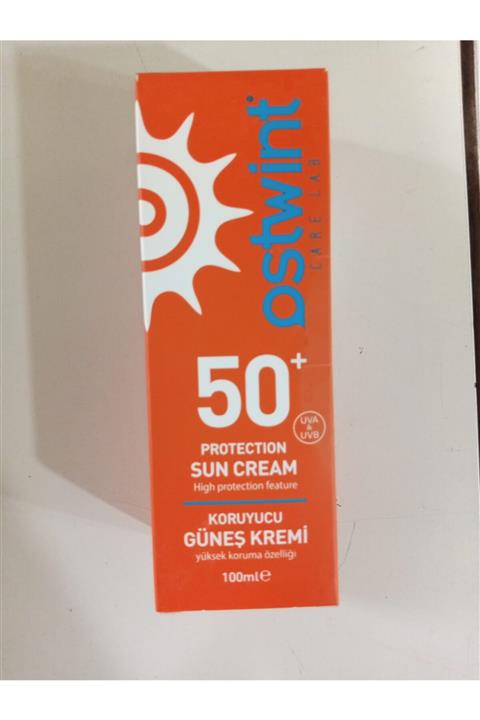 ostwint
CARE LAB
50+
UVA
&
UVB
PROTECTION
SUN CREAM
High protection feature
KORUYUCU
GÜNEŞ KREMİ
yüksek koruma özelliği
100ml℮